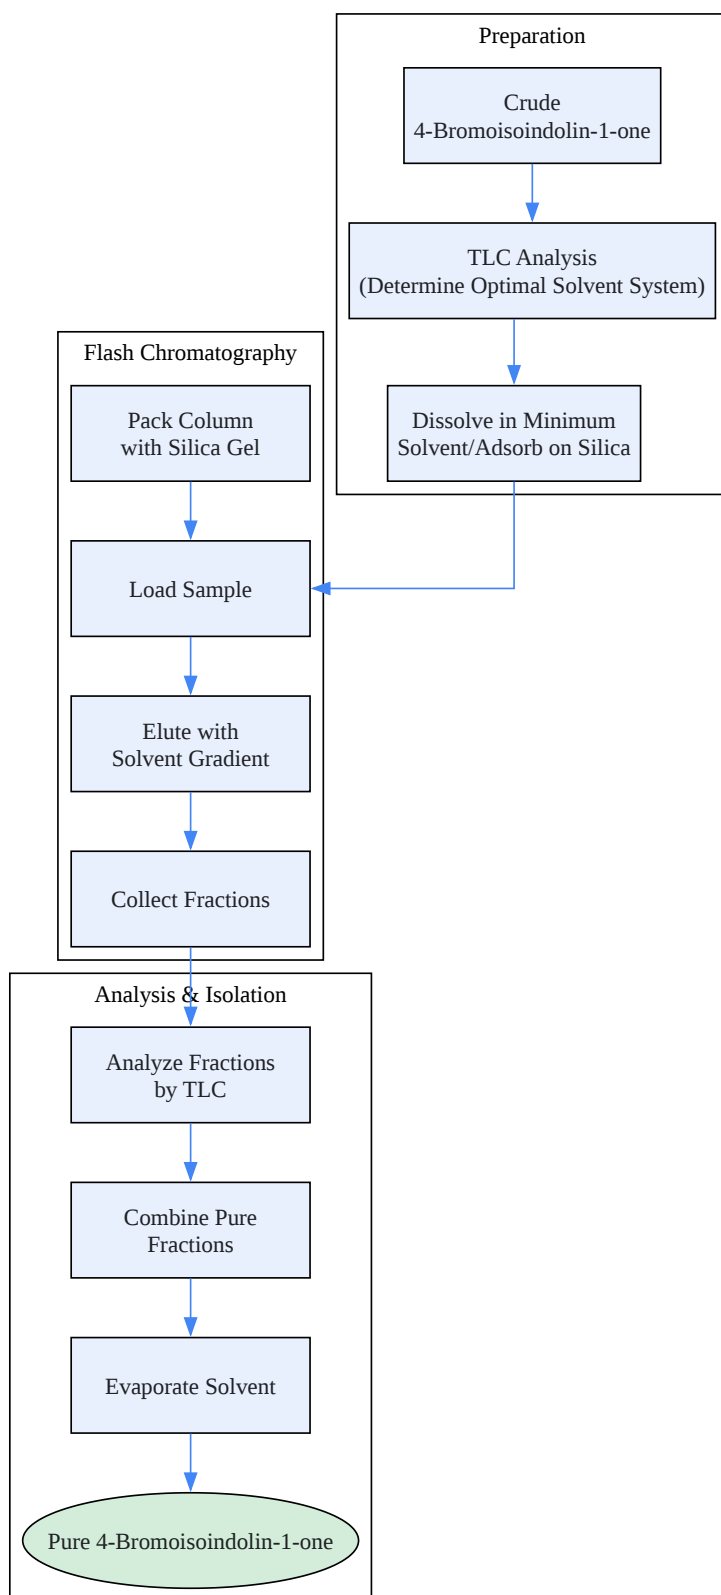 Preparation
Crude
4-Bromoisoindolin-1-one
TLC Analysis
(Determine Optimal Solvent System)
Dissolve in Minimum
Solvent/Adsorb on Silica
Flash Chromatography
Pack Column
with Silica Gel
Load Sample
Elute with
Solvent Gradient
Collect Fractions
Analysis & Isolation
Analyze Fractions
by TLC
Combine Pure
Fractions
Evaporate Solvent
Pure 4-Bromoisoindolin-1-one